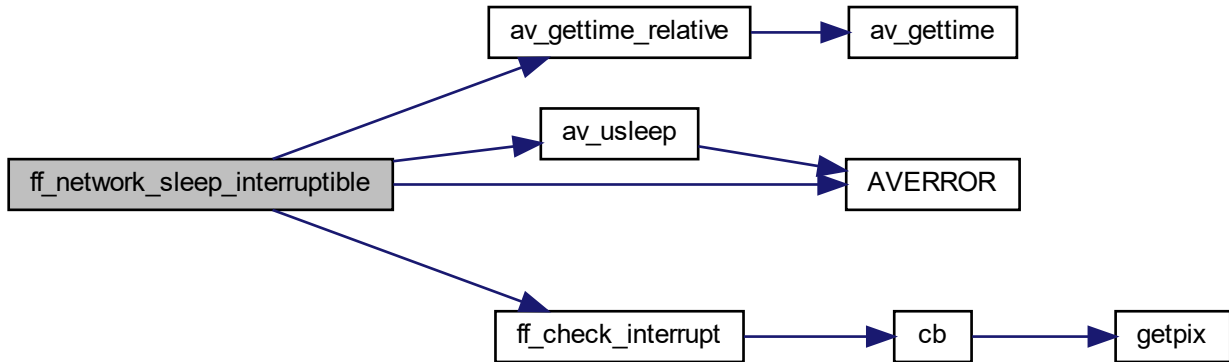 av_gettime_relative
av_gettime
av_usleep
ff_network_sleep_interruptible
AVERROR
ff_check_interrupt
cb
getpix